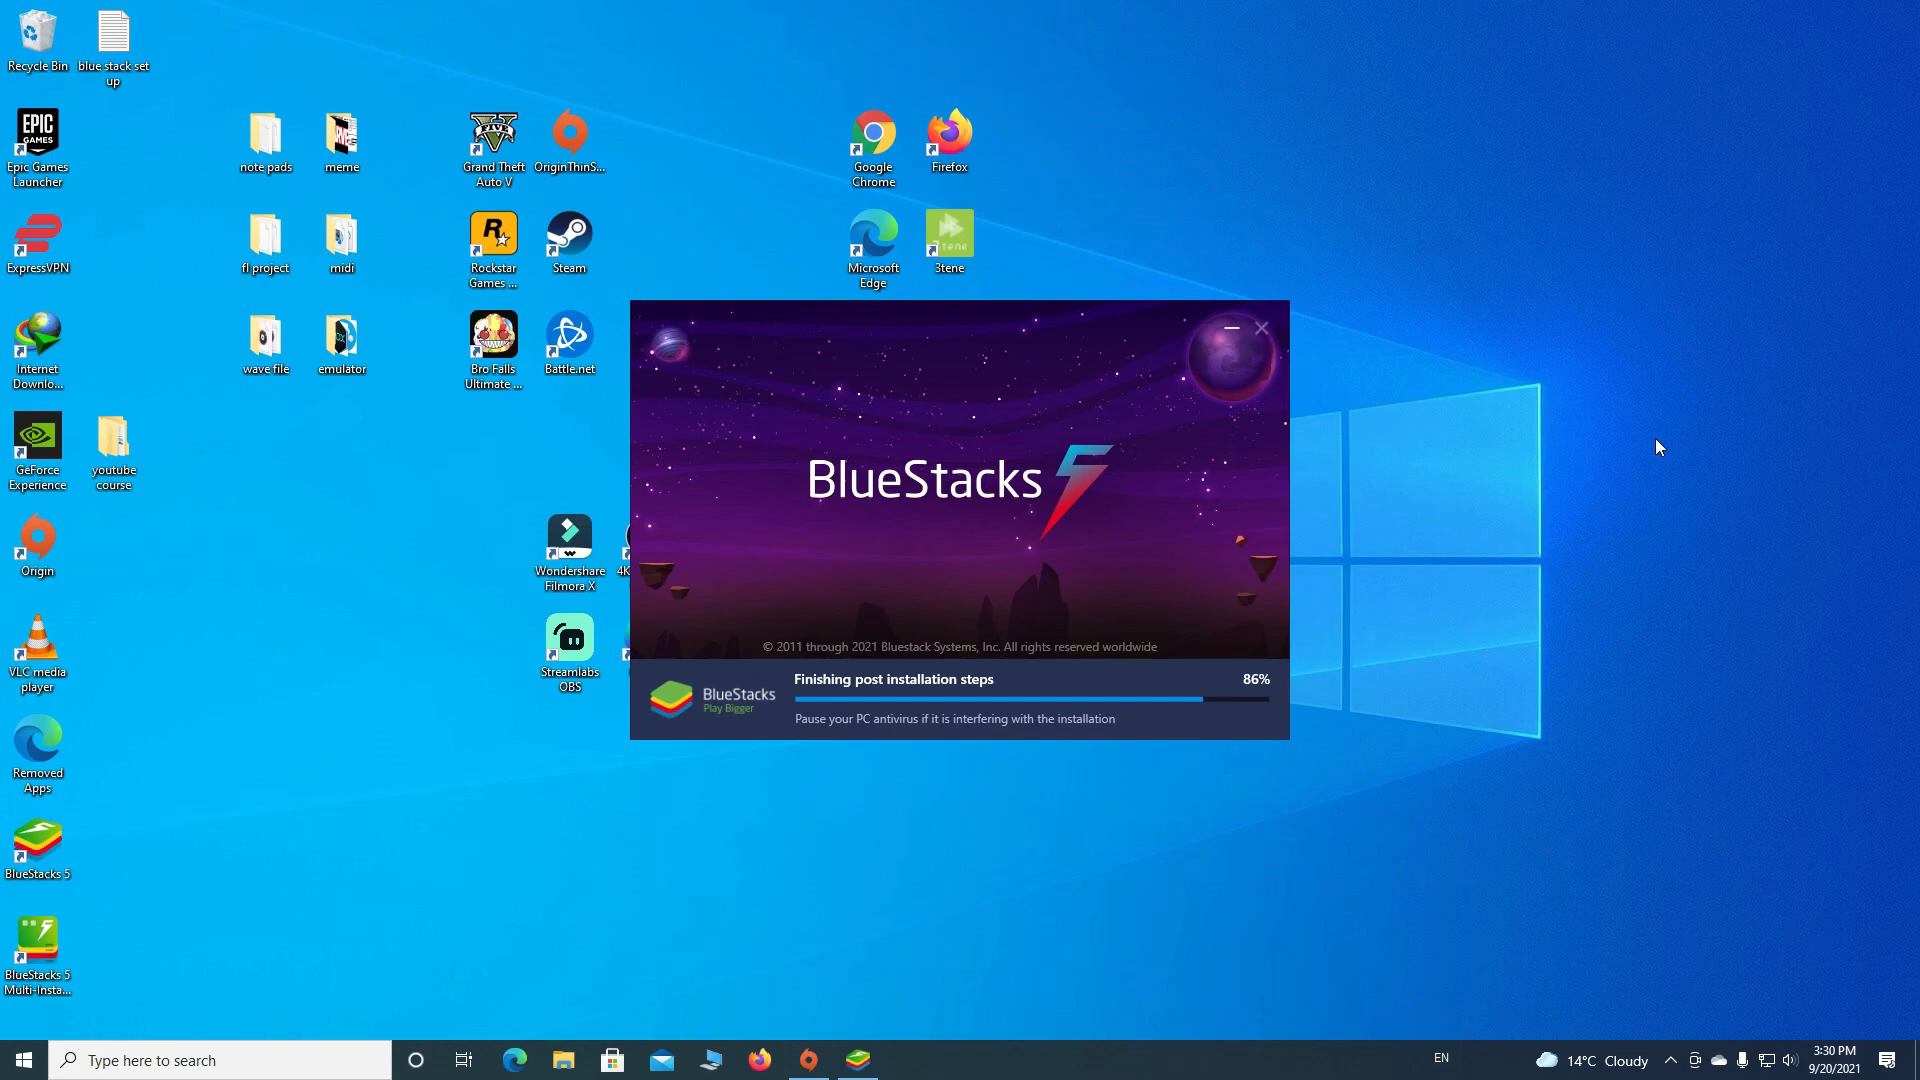 Recycle Bin
blue stack set
up
EPIC
GAMES
Epic Games
Launcher
note pads
meme
FIVE
Grand Theft
Auto V
OriginThinS...
Google
Chrome
Firefox
ExpressVPN
fl project
midi
R
Rockstar
Games ...
Steam
Microsoft
Edge
3tene
3tene
Internet
Downlo...
wave file
emulator
Bro Falls
Ultimate ...
Battle.net
GeForce
Experience
youtube
course
BlueStacks 5
Origin
Wondershare
Filmora X
4K
VLC media
player
Streamlabs
OBS
© 2011 through 2021 Bluestack Systems, Inc. All rights reserved worldwide
BlueStacks
Play Bigger
Finishing post installation steps
86%
Pause your PC antivirus if it is interfering with the installation
Removed
Apps
BlueStacks 5
BlueStacks 5
Multi-Insta...
Type here to search
EN
14°C Cloudy
3:30 PM
9/20/2021